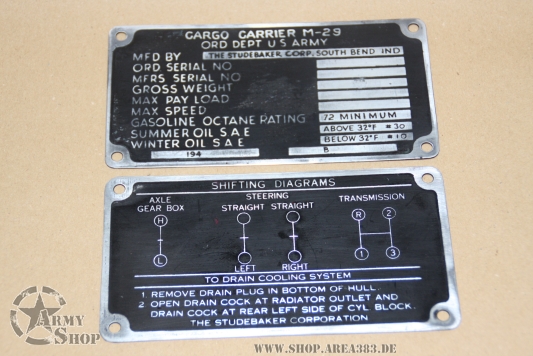 CARGO CARRIER M-29
ORD DEPT U S ARMY
MFD BY THE STUDEBAKER CORP. SOUTH BEND IND
ORD SERIAL NO
MFRS SERIAL NO
GROSS WEIGHT
MAX PAY LOAD
MAX SPEED
GASOLINE OCTANE RATING 72 MINIMUM
SUMMER OIL S A E ABOVE 32°F #30
WINTER OIL S A E BELOW 32°F #10
194 B
SHIFTING DIAGRAMS
AXLE GEAR BOX
H
L
STEERING
STRAIGHT STRAIGHT
LEFT RIGHT
TRANSMISSION
R 2
1 3
TO DRAIN COOLING SYSTEM
1. REMOVE DRAIN PLUG IN BOTTOM OF HULL.
2 OPEN DRAIN COCK AT RADIATOR OUTLET AND
DRAIN COCK AT REAR LEFT SIDE OF CYL BLOCK.
THE STUDEBAKER CORPORATION
ARMY
SHOP
WWW.SHOP.AREA383.DE